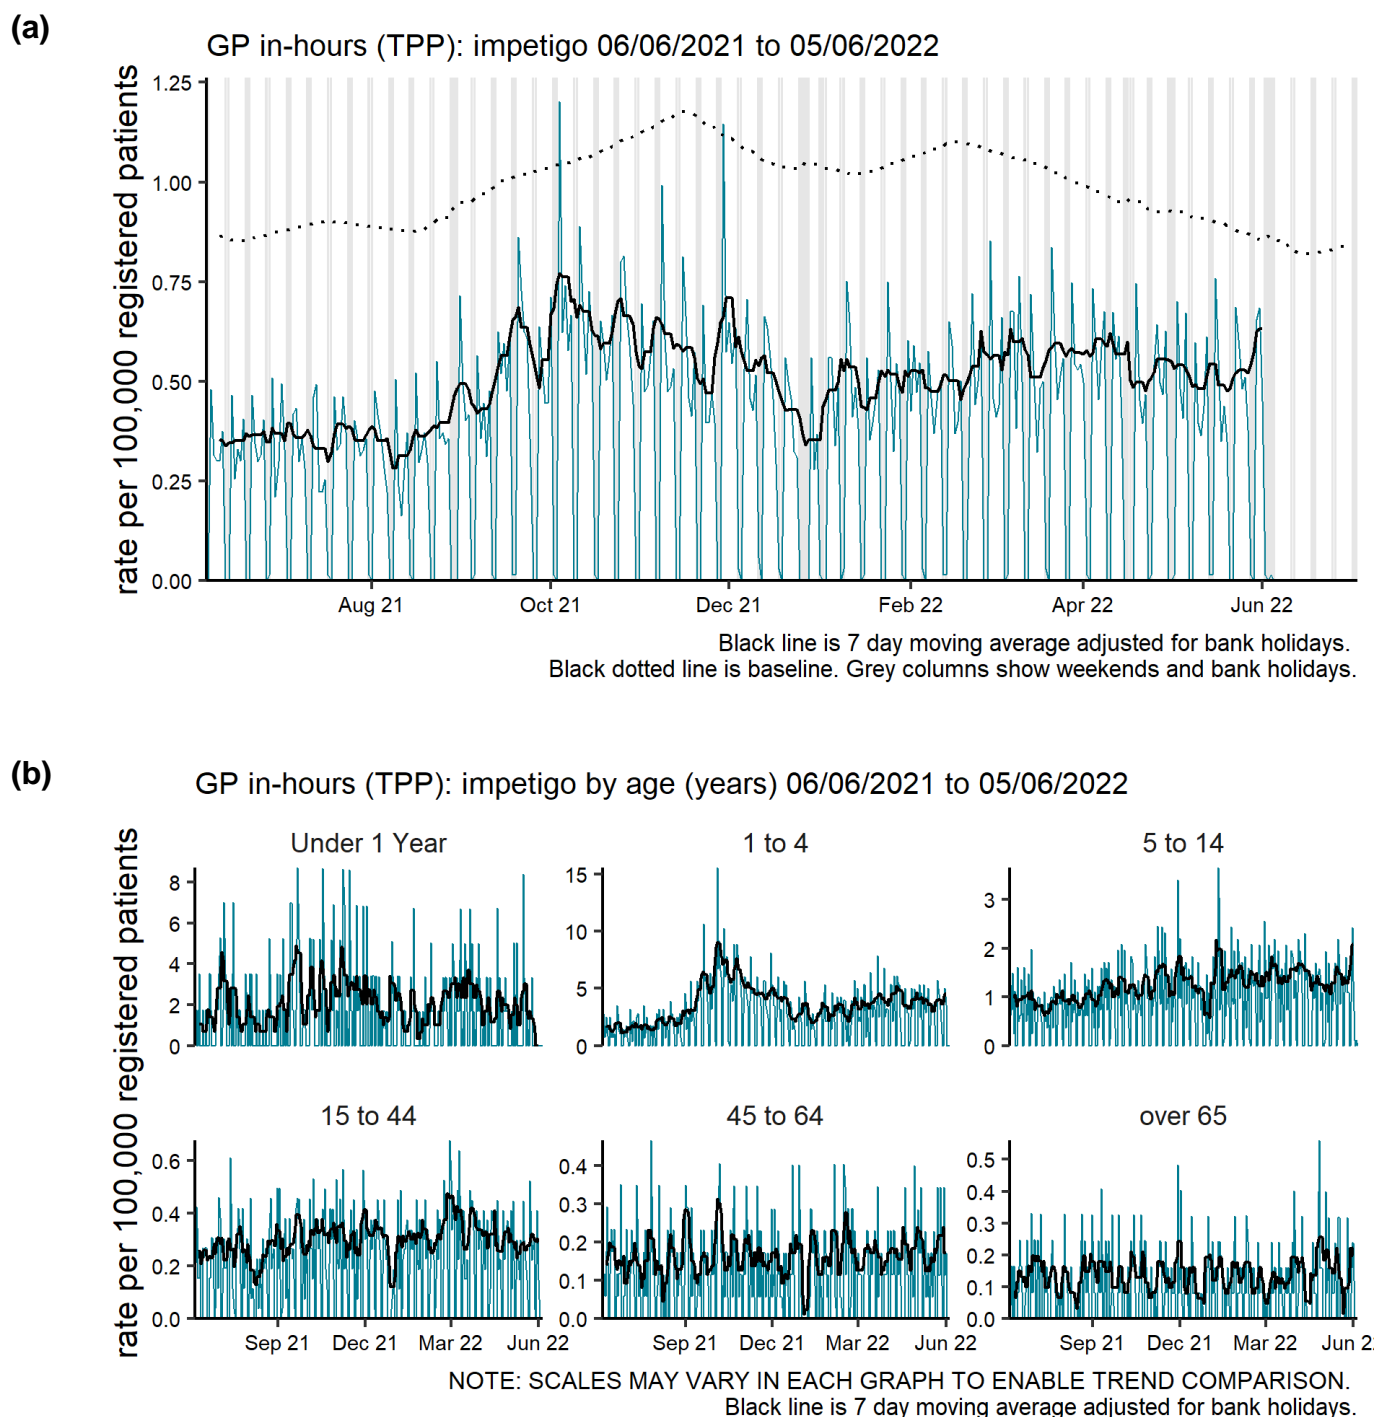 (a)
GP in-hours (TPP): impetigo 06/06/2021 to 05/06/2022
rate per 100,000 registered patients
1.25
1.00
0.75
0.50
0.25
0.00
Aug 21 Oct 21 Dec 21 Feb 22 Apr 22 Jun 22
Black line is 7 day moving average adjusted for bank holidays.
Black dotted line is baseline. Grey columns show weekends and bank holidays.
(b)
GP in-hours (TPP): impetigo by age (years) 06/06/2021 to 05/06/2022
rate per 100,000 registered patients
Under 1 Year
8
6
4
2
0
1 to 4
15
10
5
0
5 to 14
3
2
1
0
15 to 44
0.6
0.4
0.2
0.0
Sep 21 Dec 21 Mar 22 Jun 22
45 to 64
0.4
0.3
0.2
0.1
0.0
Sep 21 Dec 21 Mar 22 Jun 22
over 65
0.5
0.4
0.3
0.2
0.1
0.0
Sep 21 Dec 21 Mar 22 Jun 2
NOTE: SCALES MAY VARY IN EACH GRAPH TO ENABLE TREND COMPARISON.
Black line is 7 day moving average adjusted for bank holidays.